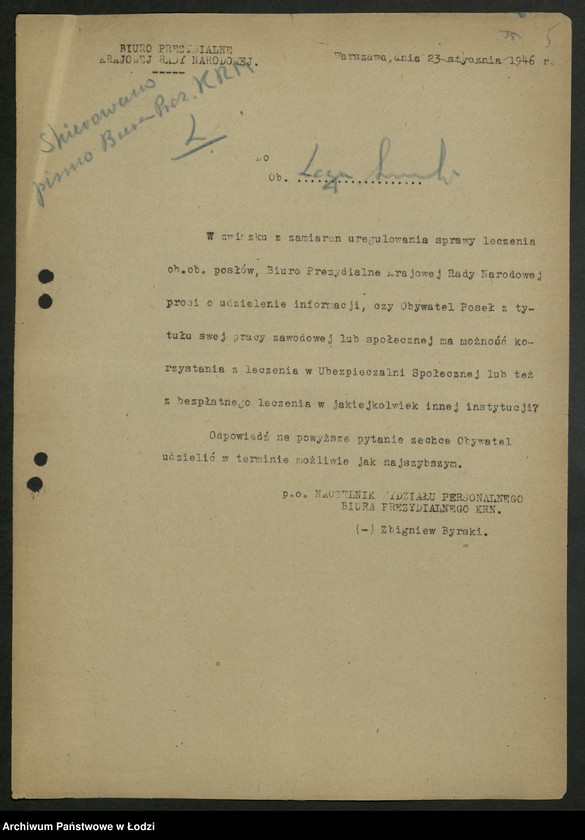 5
BIURO PREZYDIALNE
KRAJOWEJ RADY NARODOWEJ.
Warszawa, dnia 23 stycznia 1946 r.
Skierowano
pismo Biura Prez. KRN
L
Do
Ob.
W związku z zamiarem uregulowania sprawy leczenia
ob.ob. posłów, Biuro Prezydialne Krajowej Rady Narodowej
prosi o udzielenie informacji, czy Obywatel Poseł z ty-
tułu swej pracy zawodowej lub społecznej ma możność ko-
rzystania z leczenia w Ubezpieczalni Społecznej lub też
z bezpłatnego leczenia w jakiejkolwiek innej instytucji?
Odpowiedź na powyższe pytanie zechce Obywatel
udzielić w terminie możliwie jak najszybszym.
p.o. NACZELNIK WYDZIAŁU PERSONALNEGO
BIURA PREZYDIALNEGO KRN.
(-) Zbigniew Byrski.
Archiwum Państwowe w Łodzi